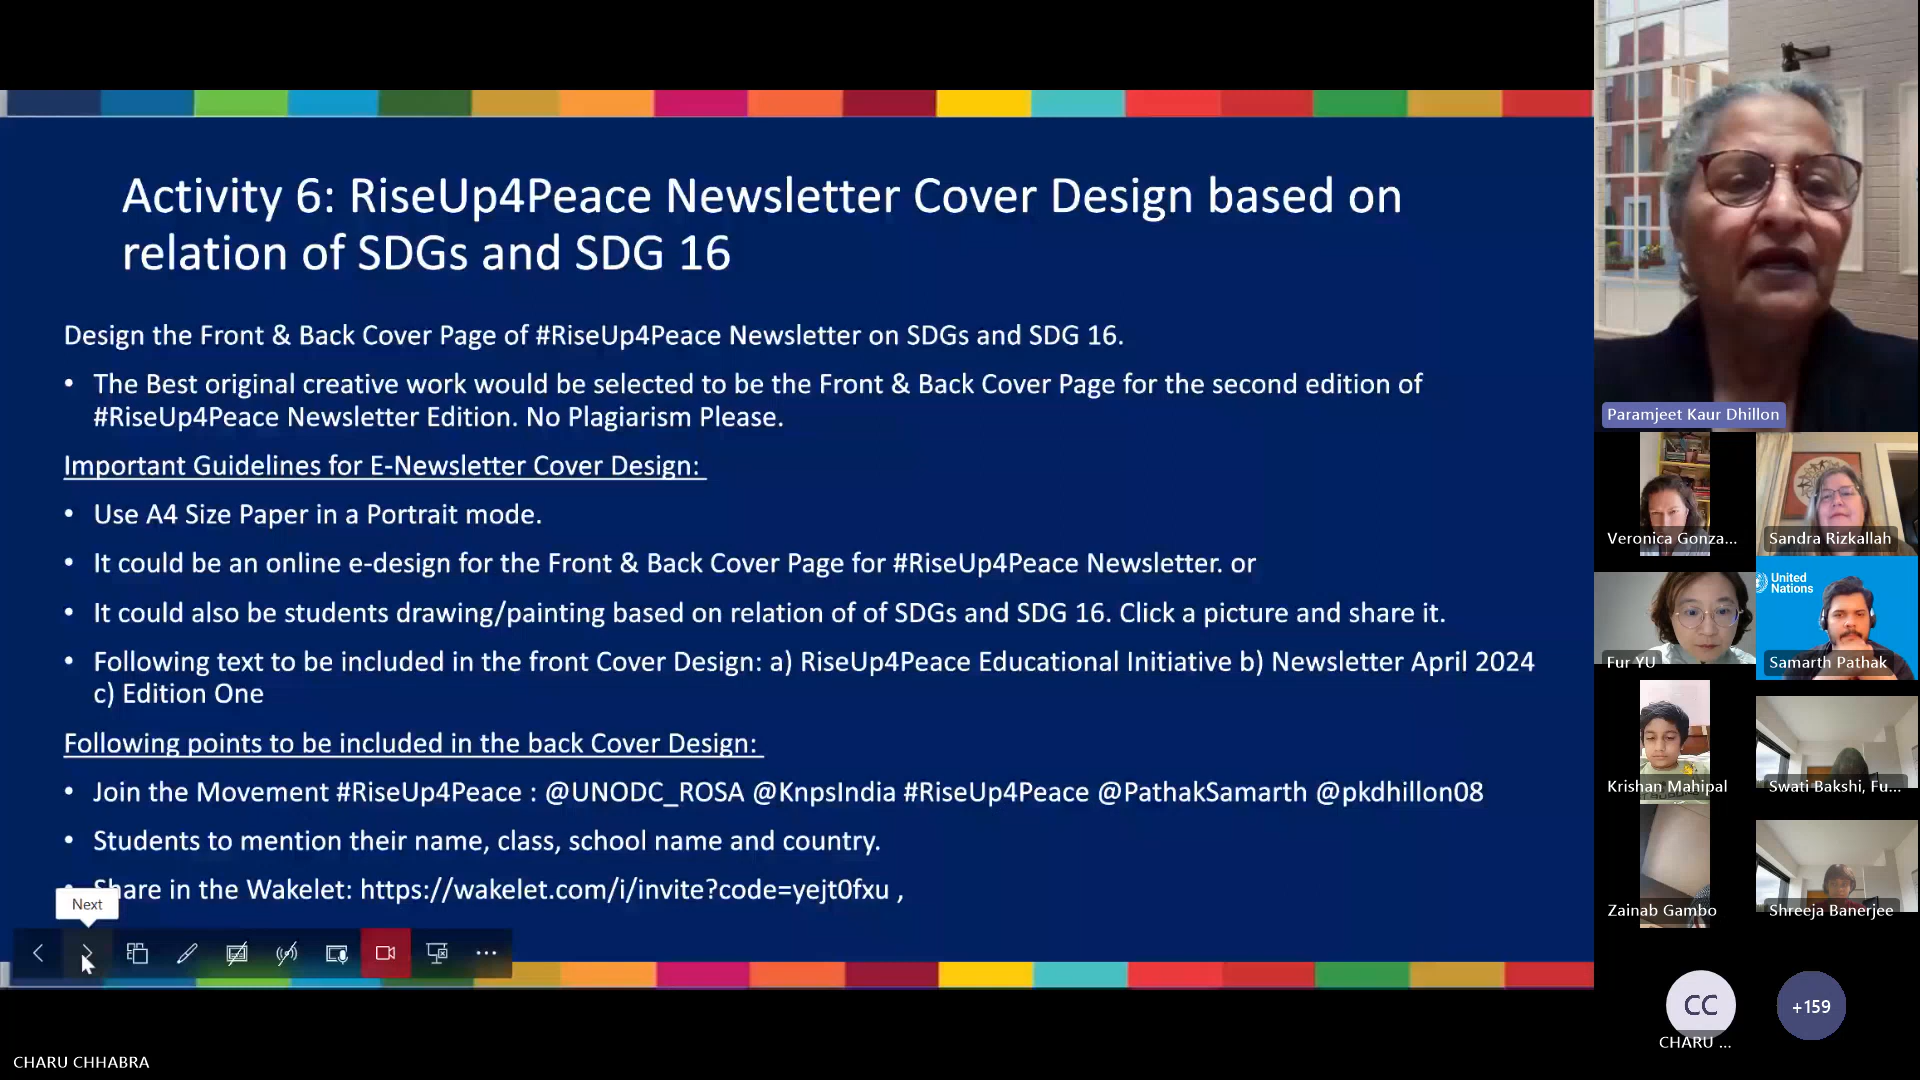 Activity 6: RiseUp4Peace Newsletter Cover Design based on
relation of SDGs and SDG 16
Design the Front & Back Cover Page of #RiseUp4Peace Newsletter on SDGs and SDG 16.
• The Best original creative work would be selected to be the Front & Back Cover Page for the second edition of
#RiseUp4Peace Newsletter Edition. No Plagiarism Please.
Important Guidelines for E-Newsletter Cover Design:
• Use A4 Size Paper in a Portrait mode.
• It could be an online e-design for the Front & Back Cover Page for #RiseUp4Peace Newsletter. or
• It could also be students drawing/painting based on relation of of SDGs and SDG 16. Click a picture and share it.
• Following text to be included in the front Cover Design: a) RiseUp4Peace Educational Initiative b) Newsletter April 2024
c) Edition One
Following points to be included in the back Cover Design:
• Join the Movement #RiseUp4Peace : @UNODC_ROSA @KnpsIndia #RiseUp4Peace @PathakSamarth @pkdhillon08
• Students to mention their name, class, school name and country.
• Share in the Wakelet: https://wakelet.com/i/invite?code=yejt0fxu ,
Next
CHARU CHHABRA
Paramjeet Kaur Dhillon
Veronica Gonza...
Sandra Rizkallah
United
Nations
Fur YU
Samarth Pathak
Krishan Mahipal
Swati Bakshi, Fu...
Zainab Gambo
Shreeja Banerjee
CC
+159
CHARU ...